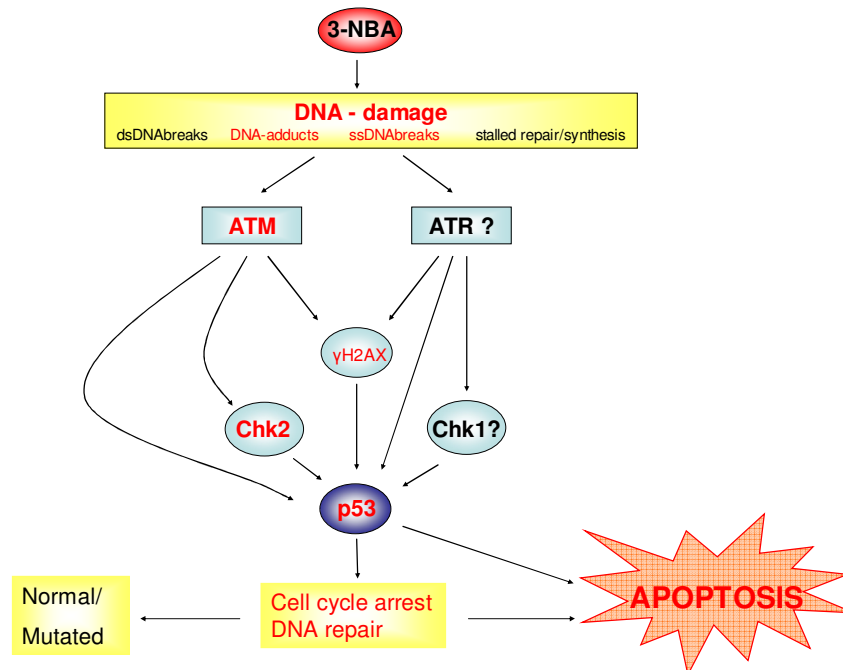 3-NBA
DNA - damage
dsDNAbreaks DNA-adducts ssDNAbreaks stalled repair/synthesis
ATM
ATR ?
γH2AX
Chk2
Chk1?
p53
Normal/
Mutated
Cell cycle arrest
DNA repair
APOPTOSIS